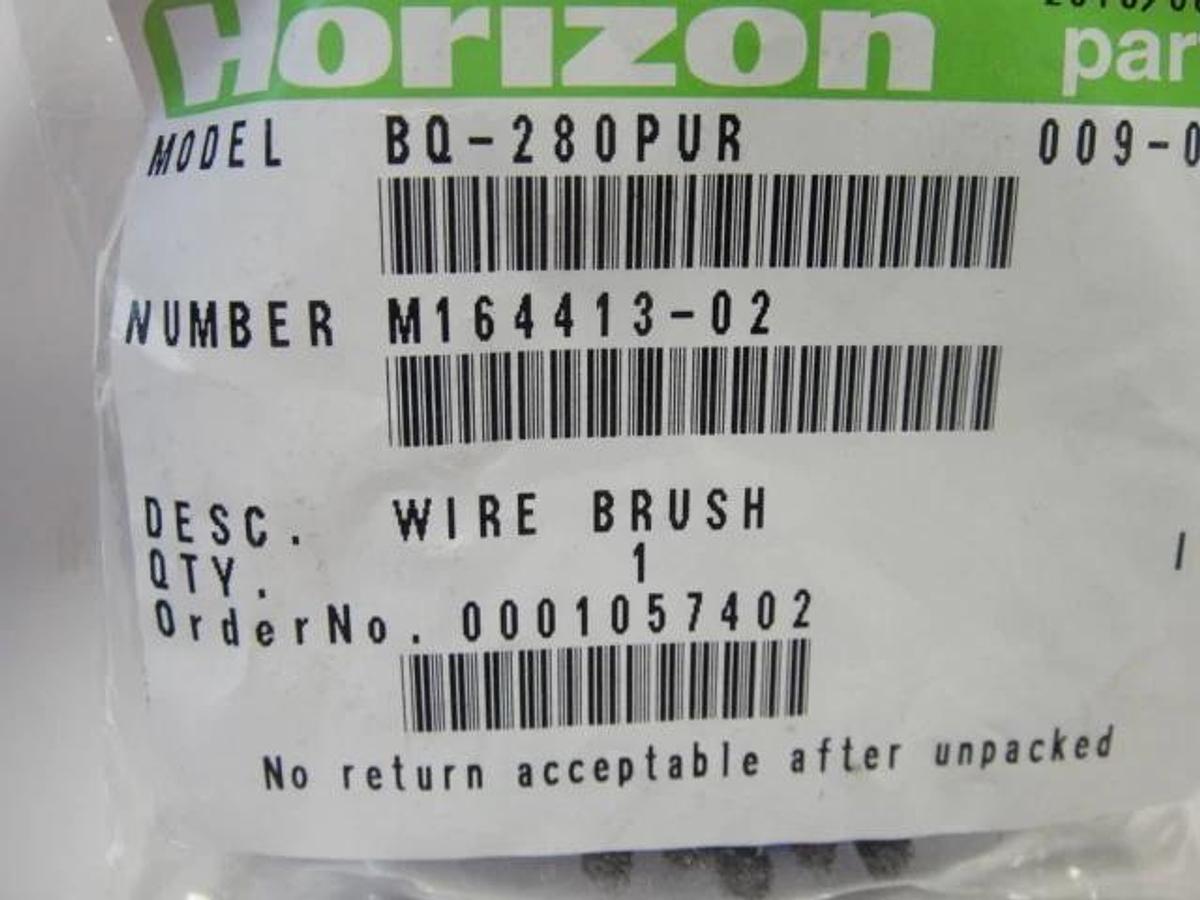 Horizon
MODEL BQ-280PUR 009-0
NUMBER M164413-02
DESC. WIRE BRUSH
QTY. 1
OrderNo. 0001057402
No return acceptable after unpacked